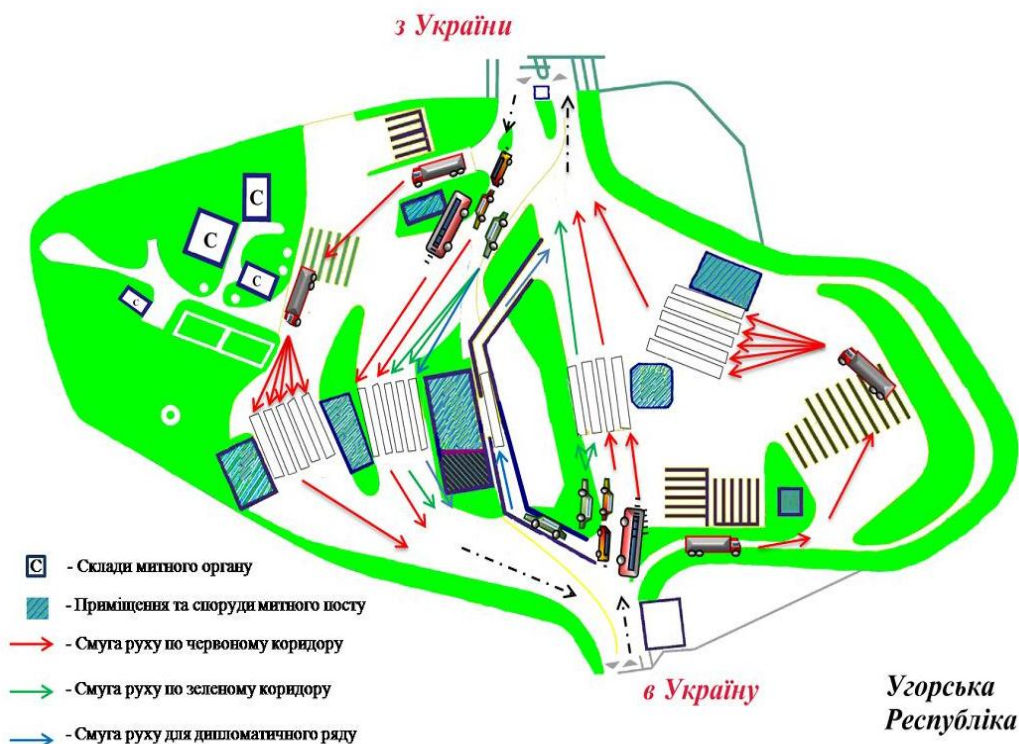 з України
С
С
С
С
С - Склади митного органу
- Приміщення та споруди митного посту
- Смуга руху по червоному коридору
- Смуга руху по зеленому коридору
- Смуга руху для дипломатичного ряду
в Україну
Угорська
Республіка